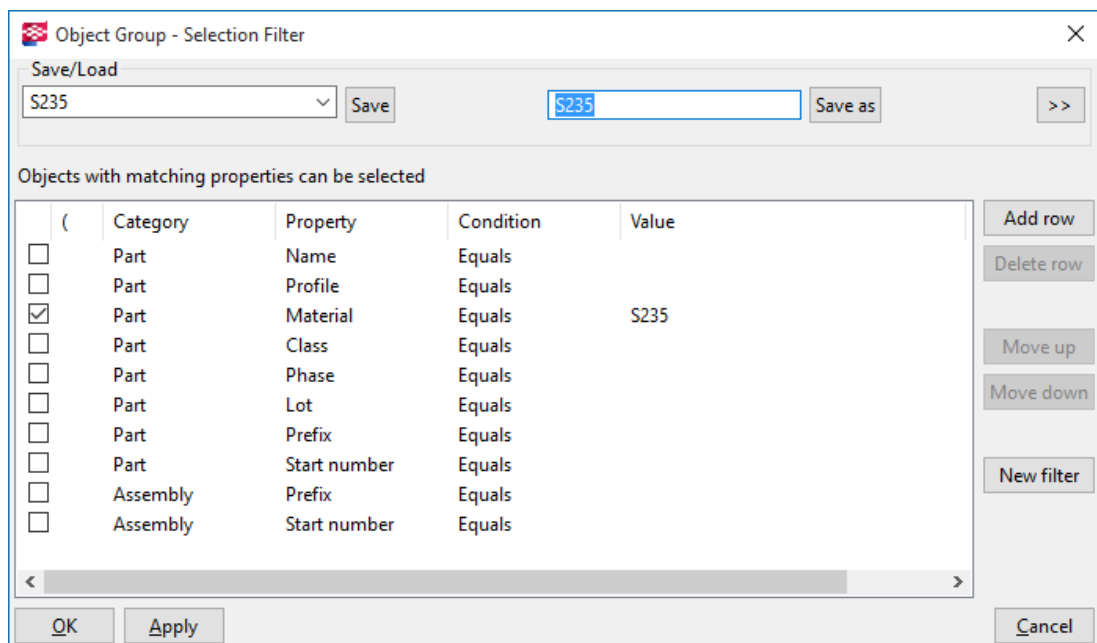 Object Group - Selection Filter
Save/Load
S235 Save S235 Save as >>
Objects with matching properties can be selected
( Category Property Condition Value Add row
Part Name Equals
Delete row
Part Profile Equals
Part Material Equals S235
Part Class Equals Move up
Part Phase Equals
Move down
Part Lot Equals
Part Prefix Equals
Part Start number Equals
New filter
Assembly Prefix Equals
Assembly Start number Equals
OK Apply Cancel